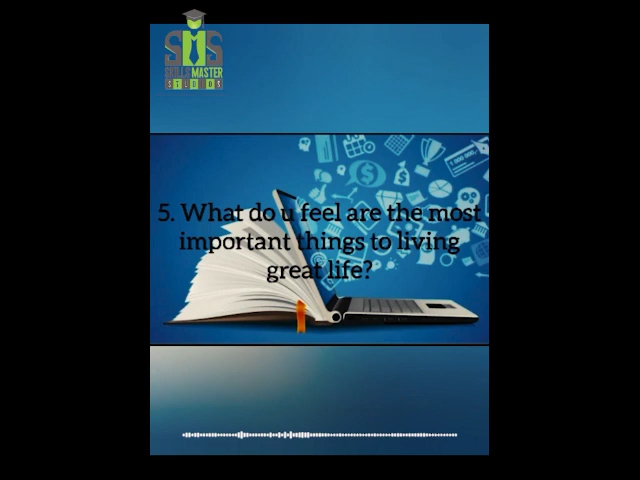 SMS
SKILLS MASTER
STUDIOS
5. What do u feel are the most
important things to living
great life?